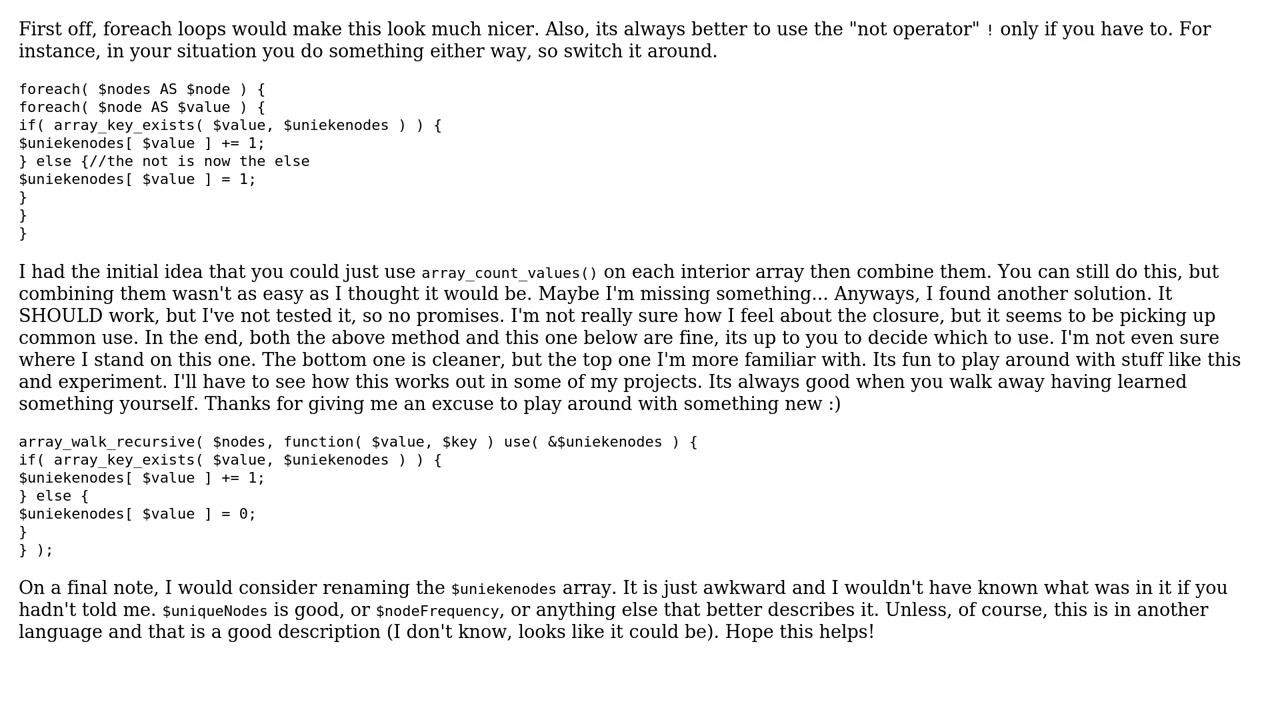 First off, foreach loops would make this look much nicer. Also, its always better to use the "not operator" ! only if you have to. For
instance, in your situation you do something either way, so switch it around.
foreach( $nodes AS $node ) {
foreach( $node AS $value ) {
if( array_key_exists( $value, $uniekenodes ) ) {
$uniekenodes[ $value ] += 1;
} else {//the not is now the else
$uniekenodes[ $value ] = 1;
}
}
}
I had the initial idea that you could just use array_count_values() on each interior array then combine them. You can still do this, but
combining them wasn't as easy as I thought it would be. Maybe I'm missing something... Anyways, I found another solution. It
SHOULD work, but I've not tested it, so no promises. I'm not really sure how I feel about the closure, but it seems to be picking up
common use. In the end, both the above method and this one below are fine, its up to you to decide which to use. I'm not even sure
where I stand on this one. The bottom one is cleaner, but the top one I'm more familiar with. Its fun to play around with stuff like this
and experiment. I'll have to see how this works out in some of my projects. Its always good when you walk away having learned
something yourself. Thanks for giving me an excuse to play around with something new :)
array_walk_recursive( $nodes, function( $value, $key ) use( &$uniekenodes ) {
if( array_key_exists( $value, $uniekenodes ) ) {
$uniekenodes[ $value ] += 1;
} else {
$uniekenodes[ $value ] = 0;
}
} );
On a final note, I would consider renaming the $uniekenodes array. It is just awkward and I wouldn't have known what was in it if you
hadn't told me. $uniqueNodes is good, or $nodeFrequency, or anything else that better describes it. Unless, of course, this is in another
language and that is a good description (I don't know, looks like it could be). Hope this helps!